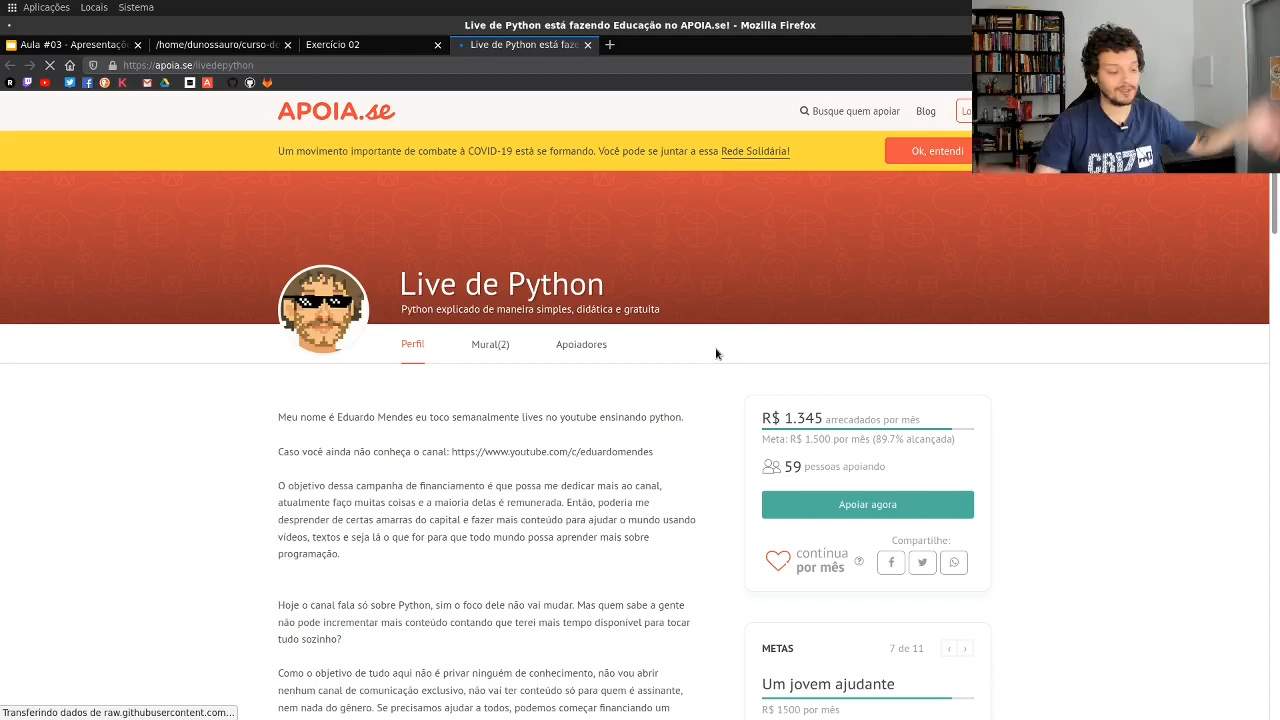 Aplicações Locais Sistema
Live de Python está fazendo Educação no APOIA.se! - Mozilla Firefox
Aula #03 - Apresentaçõ
/home/dunossauro/curso-de
Exercício 02
Live de Python está faze
https://apoia.se/livedepython
APOIA.se
Busque quem apoiar Blog Lo
Um movimento importante de combate à COVID-19 está se formando. Você pode se juntar a essa Rede Solidária!
Ok, entendi
Live de Python
Python explicado de maneira simples, didática e gratuita
Perfil Mural(2) Apoiadores
Meu nome é Eduardo Mendes eu toco semanalmente lives no youtube ensinando python.
Caso você ainda não conheça o canal: https://www.youtube.com/c/eduardomendes
O objetivo dessa campanha de financiamento é que possa me dedicar mais ao canal,
atualmente faço muitas coisas e a maioria delas é remunerada. Então, poderia me
desprender de certas amarras do capital e fazer mais conteúdo para ajudar o mundo usando
vídeos, textos e seja lá o que for para que todo mundo possa aprender mais sobre
programação.
Hoje o canal fala só sobre Python, sim o foco dele não vai mudar. Mas quem sabe a gente
não pode incrementar mais conteúdo contando que terei mais tempo disponível para tocar
tudo sozinho?
Como o objetivo de tudo aqui não é privar ninguém de conhecimento, não vou abrir
nenhum canal de comunicação exclusivo, não vai ter conteúdo só para quem é assinante,
nem nada do gênero. Se precisamos ajudar a todos, podemos começar financiando um
R$ 1.345 arrecadados por mês
Meta: R$ 1.500 por mês (89.7% alcançada)
59 pessoas apoiando
Apoiar agora
contínua
por mês
Compartilhe:
METAS 7 de 11
Um jovem ajudante
R$ 1500 por mês
Transferindo dados de raw.githubusercontent.com...